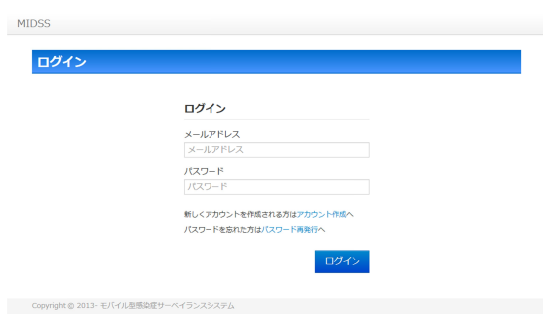 MIDSS
ログイン
ログイン
メールアドレス
メールアドレス
パスワード
パスワード
新しくアカウントを作成される方はアカウント作成へ
パスワードを忘れた方はパスワード再発行へ
ログイン
Copyright © 2013- モバイル型感染症サーベイランスシステム